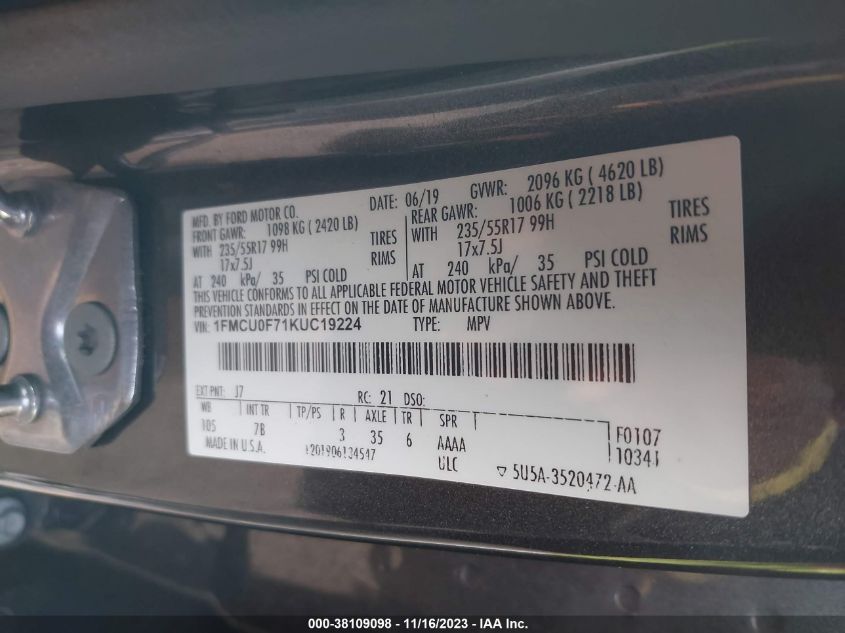 MFD. BY FORD MOTOR CO.
DATE: 06/19 GVWR: 2096 KG ( 4620 LB)
FRONT GAWR: 1098 KG ( 2420 LB)
REAR GAWR: 1006 KG ( 2218 LB)
WITH 235/55R17 99H TIRES
WITH 235/55R17 99H TIRES
17x7.5J RIMS
17x7.5J RIMS
AT 240 kPa/ 35 PSI COLD
AT 240 kPa/ 35 PSI COLD
THIS VEHICLE CONFORMS TO ALL APPLICABLE FEDERAL MOTOR VEHICLE SAFETY AND THEFT
PREVENTION STANDARDS IN EFFECT ON THE DATE OF MANUFACTURE SHOWN ABOVE.
VIN: 1FMCU0F71KUC19224 TYPE: MPV
EXT PNT: J7 RC: 21 DSO:
WB INT TR TP/PS R AXLE TR SPR
105 7B 3 35 6 AAAA
MADE IN U.S.A.
BLC
F0107
10341
5U5A-3520472-AA
000-38109098 - 11/16/2023 - IAA Inc.